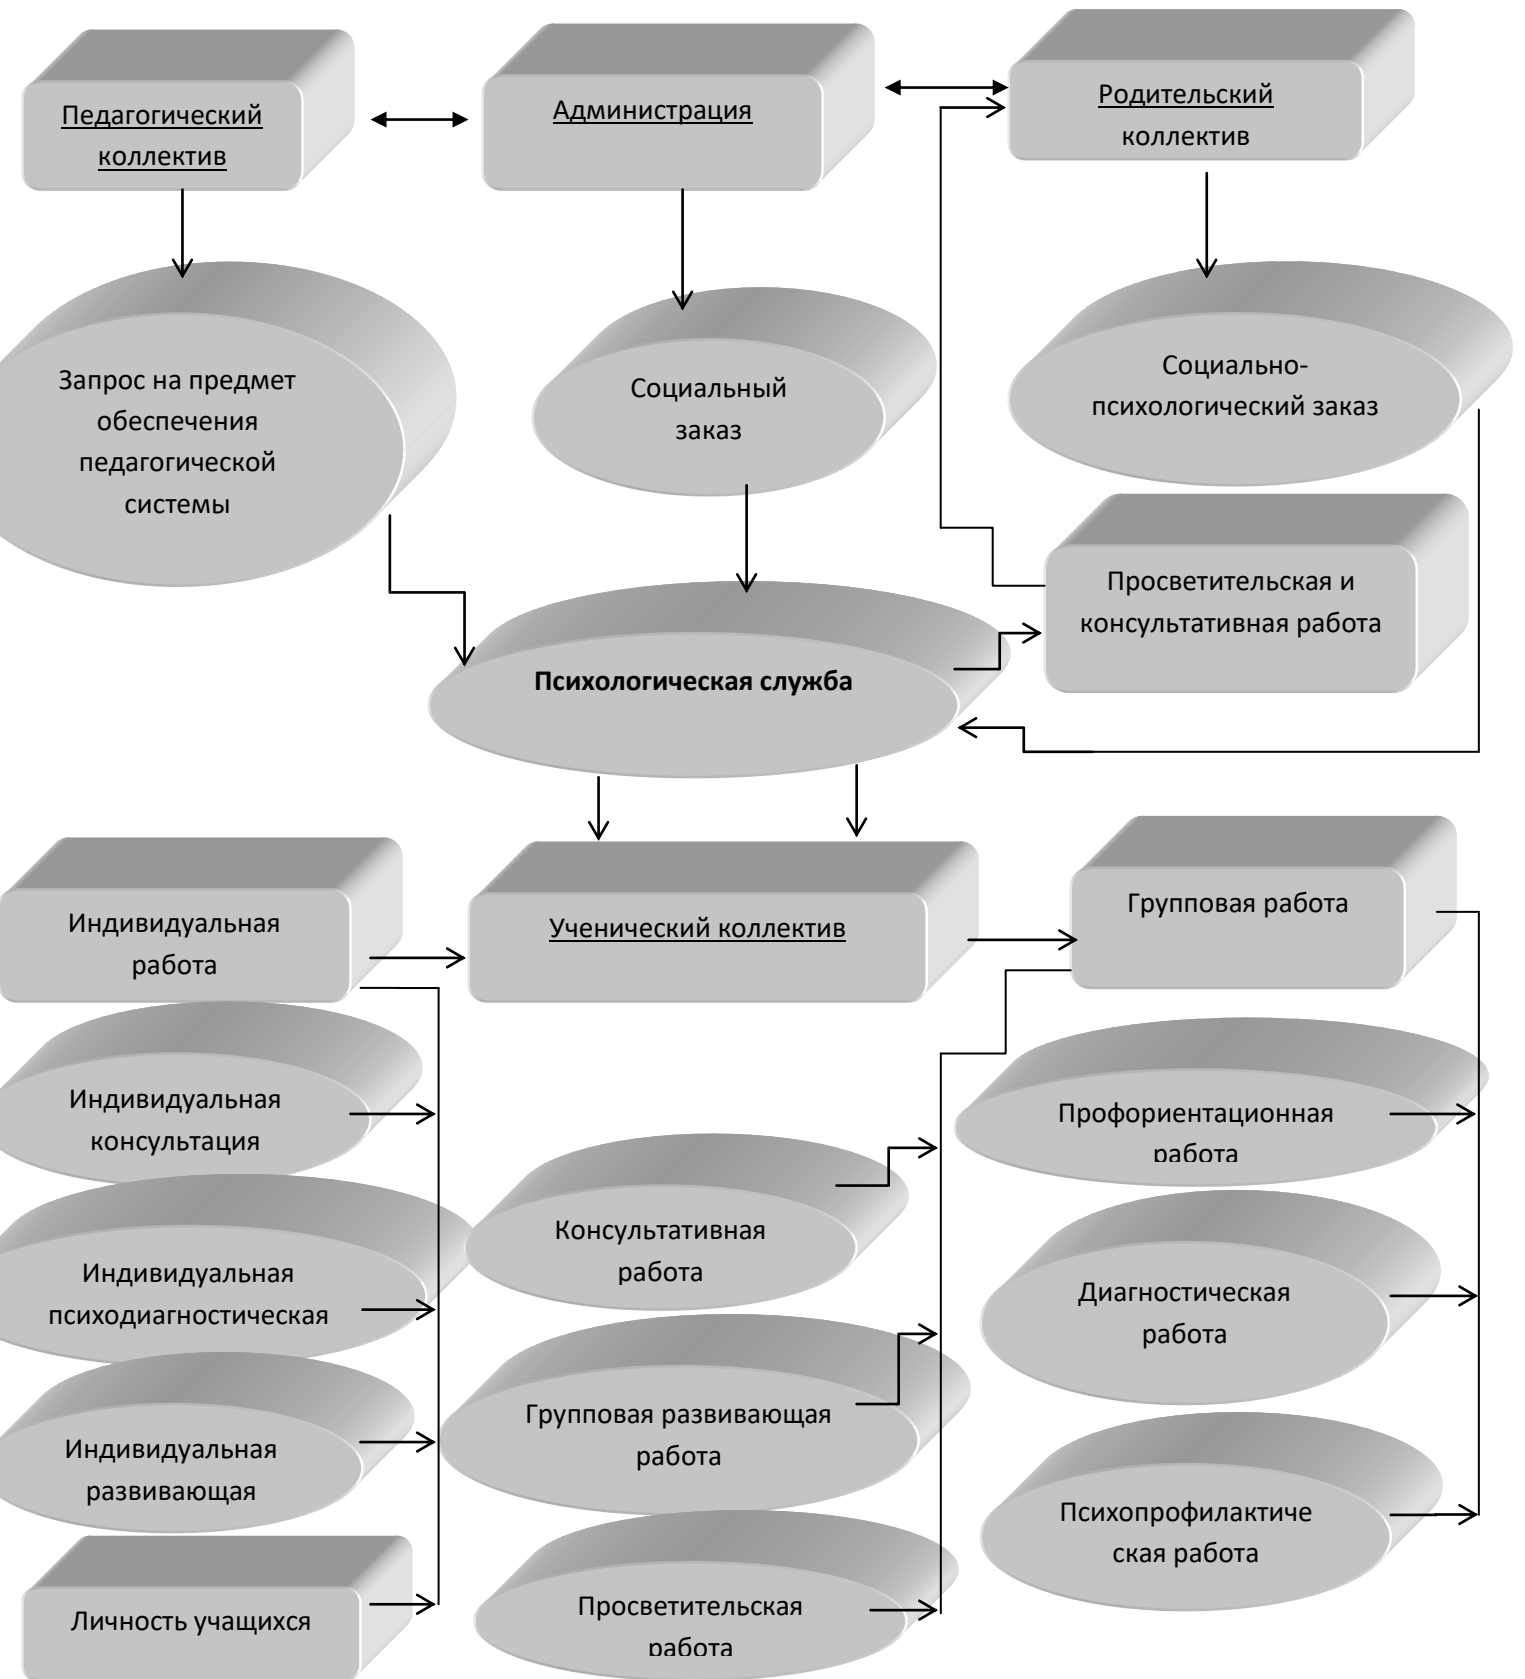 Педагогический
коллектив
Администрация
Родительский
коллектив
Запрос на предмет
обеспечения
педагогической
системы
Социальный
заказ
Социально-
психологический заказ
Просветительская и
консультативная работа
Психологическая служба
Индивидуальная
работа
Ученический коллектив
Групповая работа
Индивидуальная
консультация
Профориентационная
работа
Консультативная
работа
Индивидуальная
психодиагностическая
Диагностическая
работа
Групповая развивающая
работа
Индивидуальная
развивающая
Психопрофилактиче
ская работа
Личность учащихся
Просветительская
работа